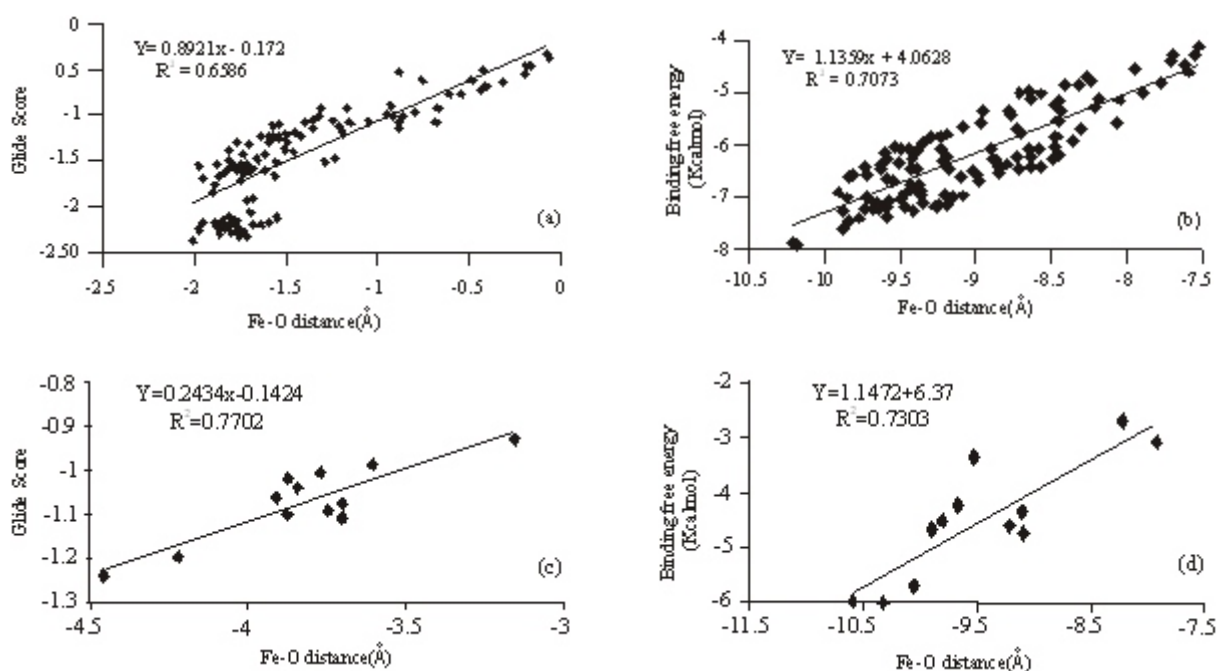 Y= 0.8921x - 0.172
R² = 0.6586
Glide Score
0
0.5
-1
-1.5
-2
-2.50
-2.5
-2
-1.5
-1
-0.5
0
Fe-O distance(Å)
(a)
Y= 1.1359x + 4.0628
R² = 0.7073
Binding free energy
(Kcalmol)
-4
-5
-6
-7
-8
-10.5
-10
-9.5
-9
-8.5
-8
-7.5
Fe-O distance(Å)
(b)
Y=0.2434x-0.1424
R²=0.7702
Glide Score
-0.8
-0.9
-1
-1.1
-1.2
-1.3
-4.5
-4
-3.5
-3
Fe-O distance(Å)
(c)
Y=1.1472+6.37
R²=0.7303
Binding free energy
(Kcalmol)
-2
-3
-4
-5
-6
-11.5
-10.5
-9.5
-8.5
-7.5
Fe-O distance(Å)
(d)